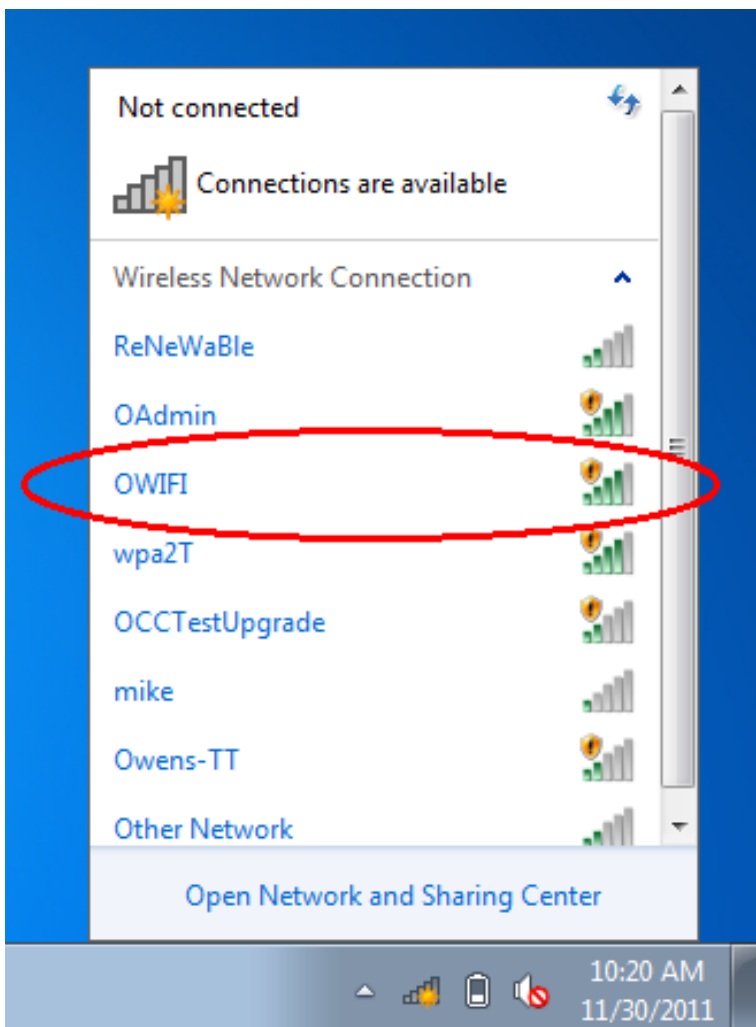 Not connected
Connections are available
Wireless Network Connection
ReNeWaBle
OAdmin
OWIFI
wpa2T
OCCTestUpgrade
mike
Owens-TT
Other Network
Open Network and Sharing Center
10:20 AM
11/30/2011